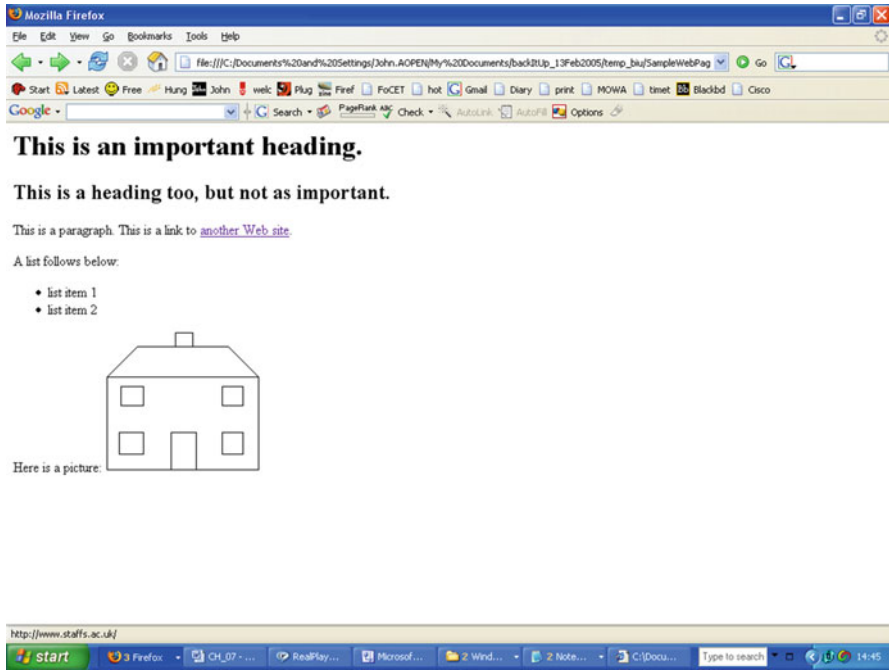 Mozilla Firefox
File Edit View Go Bookmarks Tools Help
file:///C:/Documents%20and%20Settings/John.AOPEN/My%20Documents/backItUp_13Feb2005/temp_biu/SampleWebPag Go G
Start Latest Free Hung John welc Plug Firef FoCET hot Gmail Diary print MOWA timet Bb Blackbd Cisco
Google Search PageRank ABC Check AutoLink AutoFill Options
This is an important heading.
This is a heading too, but not as important.
This is a paragraph. This is a link to another Web site.
A list follows below:
• list item 1
• list item 2
Here is a picture:
http://www.staffs.ac.uk/
start 3 Firefox CH_07 - ... RealPlay... Microsof... 2 Wind... 2 Note... C:\Docu... Type to search 14:45